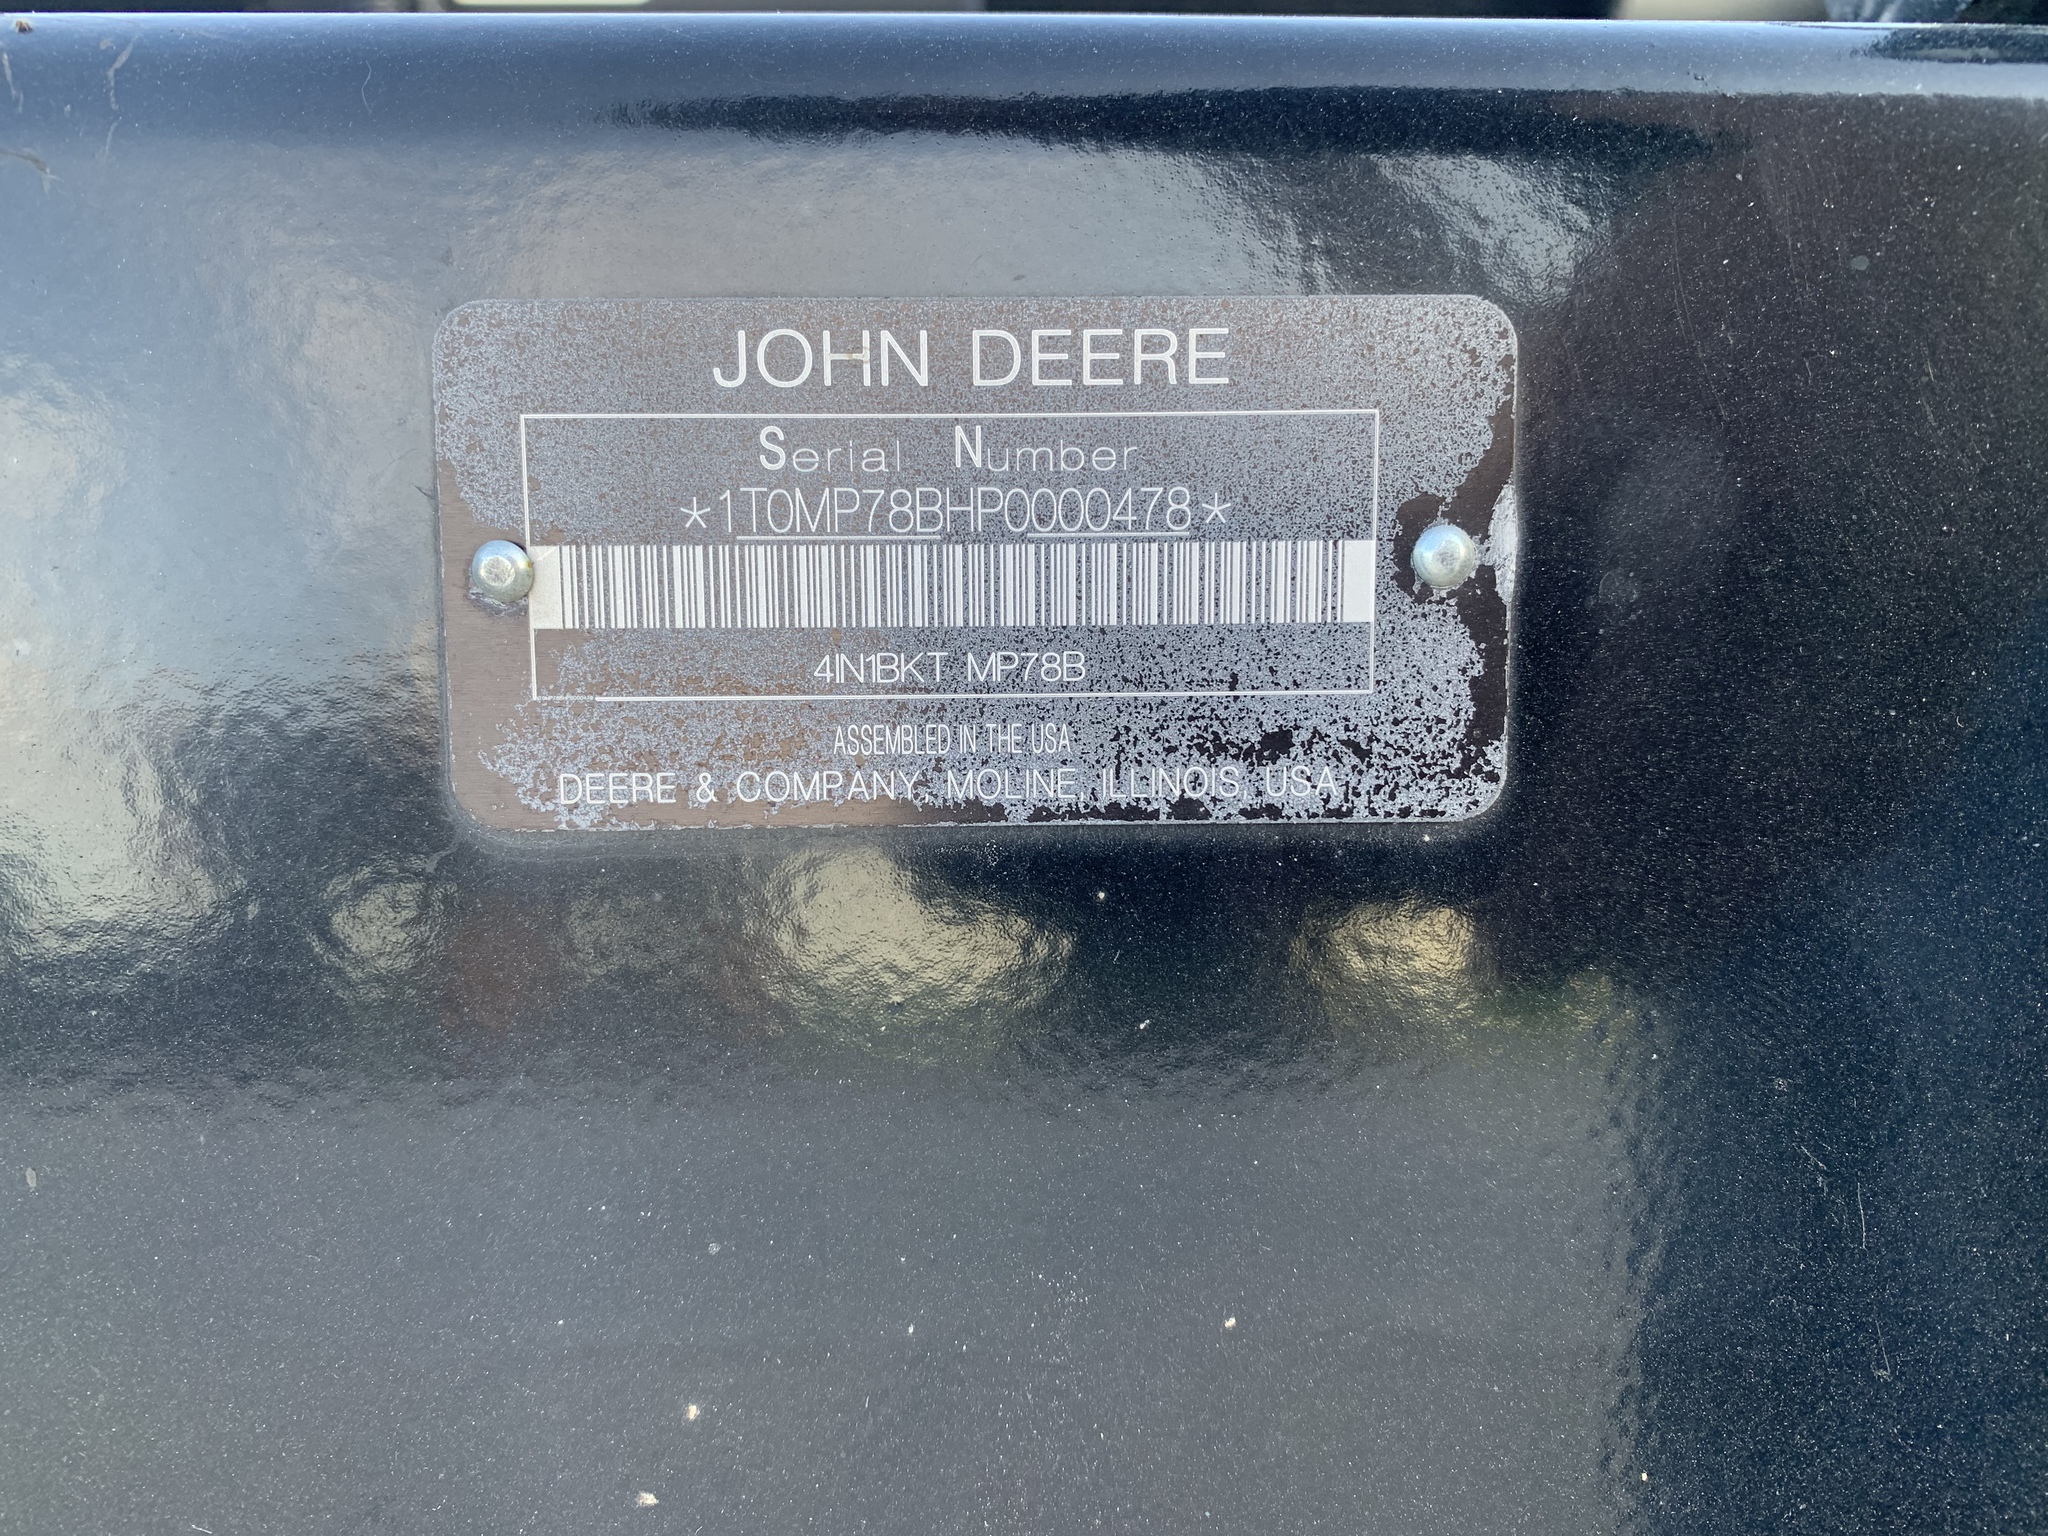 JOHN DEERE
Serial Number
*1T0MP78BHP0000478*
4IN1BKT MP78B
ASSEMBLED IN THE USA
DEERE & COMPANY, MOLINE, ILLINOIS, USA